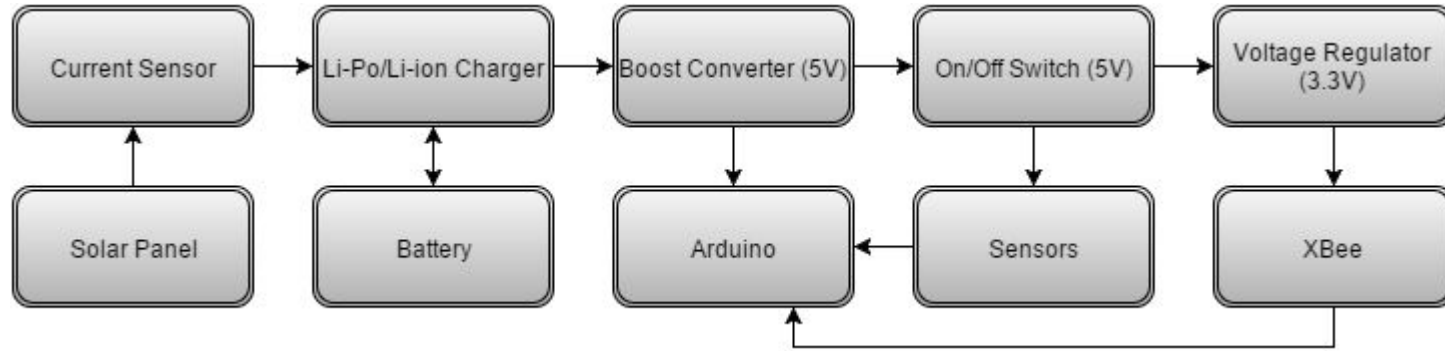 Current Sensor
Li-Po/Li-ion Charger
Boost Converter (5V)
On/Off Switch (5V)
Voltage Regulator
(3.3V)
Solar Panel
Battery
Arduino
Sensors
XBee